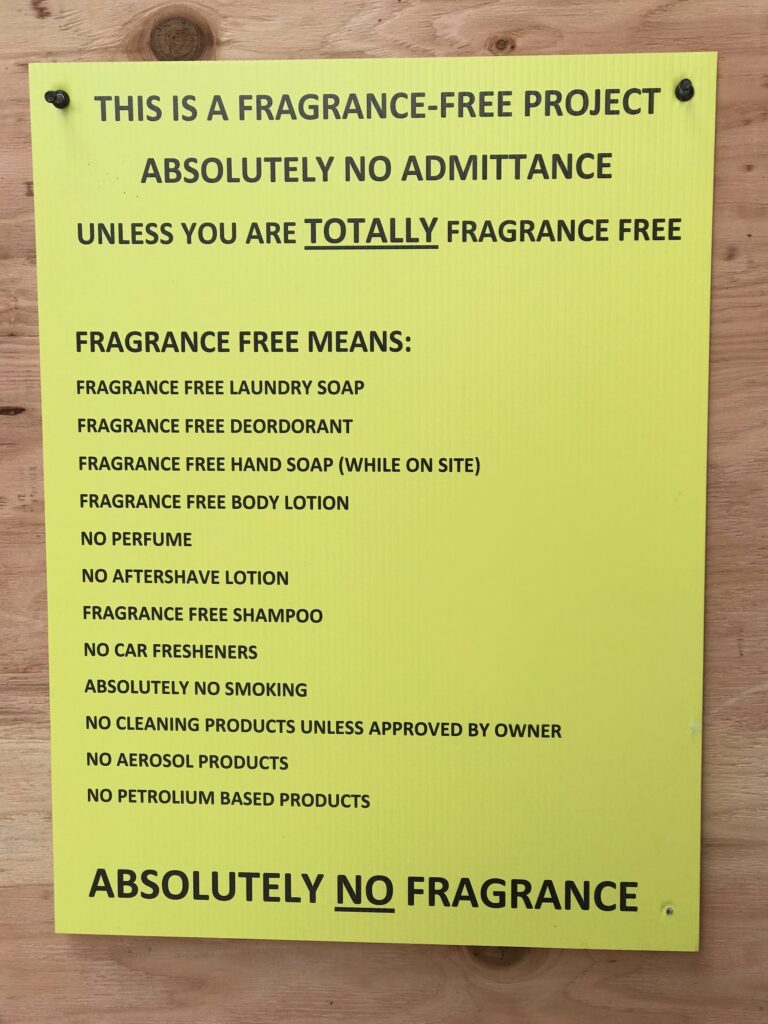 THIS IS A FRAGRANCE-FREE PROJECT
ABSOLUTELY NO ADMITTANCE
UNLESS YOU ARE TOTALLY FRAGRANCE FREE
FRAGRANCE FREE MEANS:
FRAGRANCE FREE LAUNDRY SOAP
FRAGRANCE FREE DEORDORANT
FRAGRANCE FREE HAND SOAP (WHILE ON SITE)
FRAGRANCE FREE BODY LOTION
NO PERFUME
NO AFTERSHAVE LOTION
FRAGRANCE FREE SHAMPOO
NO CAR FRESHENERS
ABSOLUTELY NO SMOKING
NO CLEANING PRODUCTS UNLESS APPROVED BY OWNER
NO AEROSOL PRODUCTS
NO PETROLIUM BASED PRODUCTS
ABSOLUTELY NO FRAGRANCE